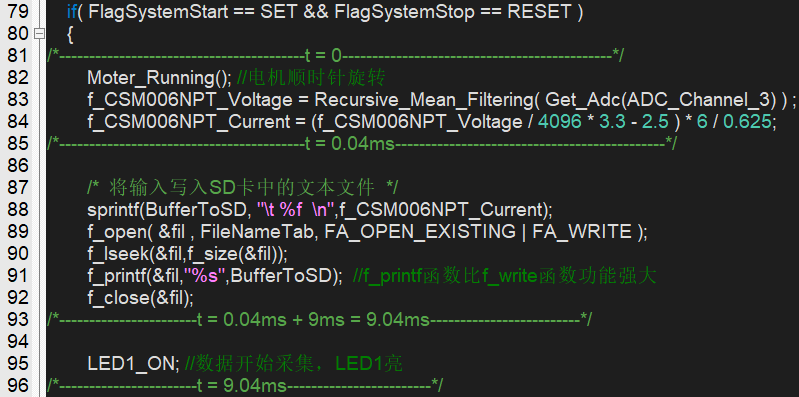 79 if( FlagSystemStart == SET && FlagSystemStop == RESET )
80 {
81 /*-----------------------------------------t = 0---------------------------------------------*/
82 Moter_Running(); //电机顺时针旋转
83 f_CSM006NPT_Voltage = Recursive_Mean_Filtering( Get_Adc(ADC_Channel_3) ) ;
84 f_CSM006NPT_Current = (f_CSM006NPT_Voltage / 4096 * 3.3 - 2.5 ) * 6 / 0.625;
85 /*-----------------------------------------t = 0.04ms---------------------------------------------*/
86
87 /* 将输入写入SD卡中的文本文件 */
88 sprintf(BufferToSD, "\t %f \n",f_CSM006NPT_Current);
89 f_open( &fil , FileNameTab, FA_OPEN_EXISTING | FA_WRITE );
90 f_lseek(&fil,f_size(&fil));
91 f_printf(&fil,"%s",BufferToSD); //f_printf函数比f_write函数功能强大
92 f_close(&fil);
93 /*-----------------------t = 0.04ms + 9ms = 9.04ms-------------------------*/
94
95 LED1_ON; //数据开始采集，LED1亮
96 /*-----------------------t = 9.04ms------------------------*/